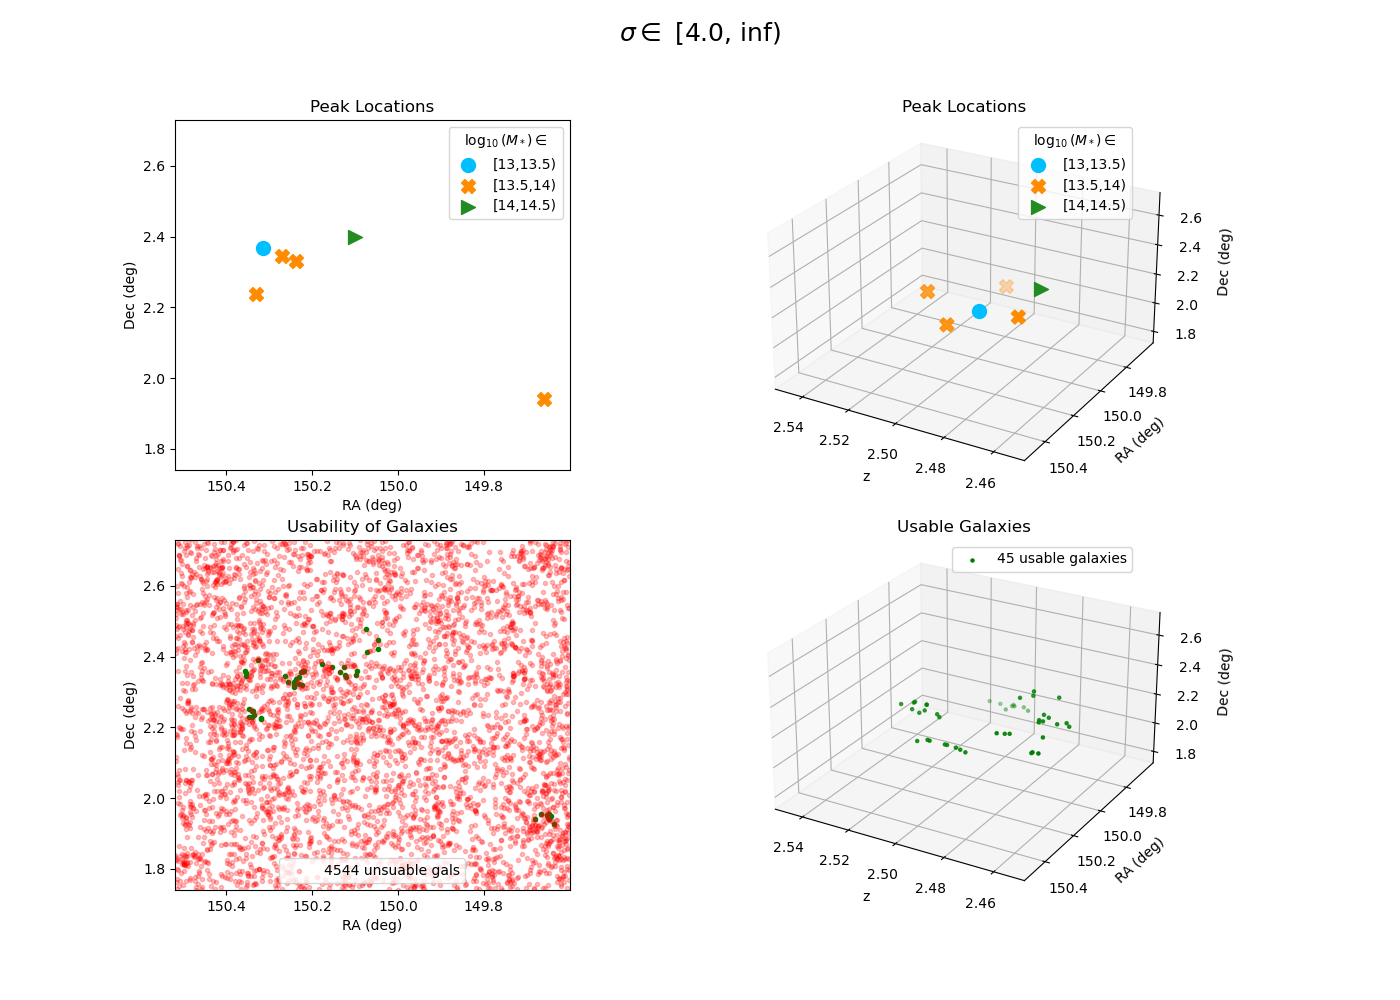 σ ∈ [4.0, inf)
Peak Locations
log₁₀(M*) ∈
[13,13.5)
[13.5,14)
[14,14.5)
2.6
2.4
2.2
2.0
1.8
Dec (deg)
150.4 150.2 150.0 149.8
RA (deg)
Peak Locations
log₁₀(M*) ∈
[13,13.5)
[13.5,14)
[14,14.5)
2.6
2.4
2.2
2.0
1.8
Dec (deg)
149.8
150.0
150.2
150.4
RA (deg)
2.54
2.52
2.50
2.48
2.46
z
Usability of Galaxies
2.6
2.4
2.2
2.0
1.8
Dec (deg)
4544 unsuable gals
150.4 150.2 150.0 149.8
RA (deg)
Usable Galaxies
45 usable galaxies
2.6
2.4
2.2
2.0
1.8
Dec (deg)
149.8
150.0
150.2
150.4
RA (deg)
2.54
2.52
2.50
2.48
2.46
z